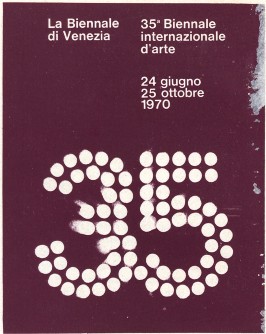 La Biennale
di Venezia
35ª Biennale
internazionale
d'arte
24 giugno
25 ottobre
1970
35